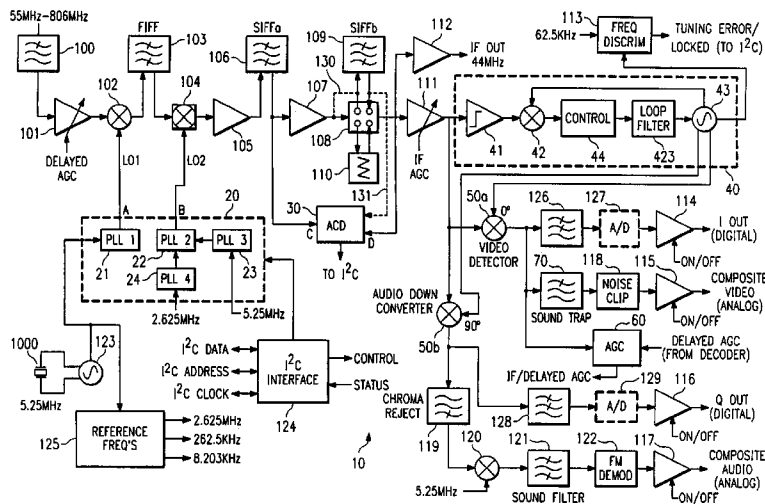 55MHz–806MHz
100
FIFF
103
SIFFa
106
SIFFb
109
130
112
IF OUT
44MHz
113
FREQ
DISCRIM
62.5KHz
TUNING ERROR/
LOCKED (TO I²C)
101
102
104
105
107
108
110
111
131
DELAYED
AGC
LO1
LO2
IF
AGC
41
42
CONTROL
44
LOOP
FILTER
423
43
40
A
B
20
PLL 1
21
PLL 2
22
PLL 3
23
PLL 4
24
2.625MHz
5.25MHz
30
ACD
C
D
TO I²C
50a
0°
VIDEO
DETECTOR
126
127
A/D
114
I OUT
(DIGITAL)
ON/OFF
70
SOUND TRAP
118
NOISE
CLIP
115
COMPOSITE
VIDEO
(ANALOG)
ON/OFF
AUDIO DOWN
CONVERTER
90°
50b
60
AGC
DELAYED AGC
(FROM DECODER)
IF/DELAYED AGC
1000
123
5.25MHz
125
REFERENCE
FREQ'S
2.625MHz
262.5KHz
8.203KHz
I²C DATA
I²C ADDRESS
I²C CLOCK
I²C
INTERFACE
124
CONTROL
STATUS
10
CHROMA
REJECT
119
128
129
A/D
116
Q OUT
(DIGITAL)
ON/OFF
120
5.25MHz
121
SOUND FILTER
122
FM
DEMOD
117
COMPOSITE
AUDIO
(ANALOG)
ON/OFF